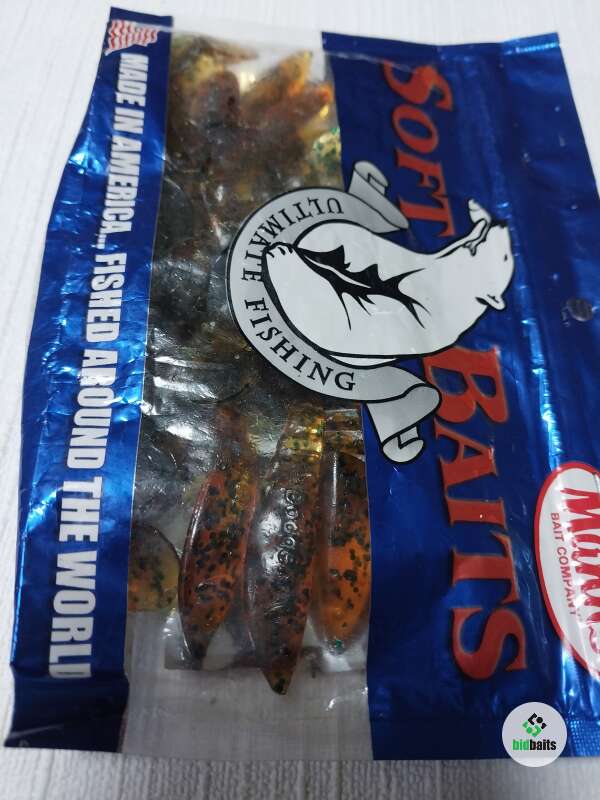 MADE IN AMERICA... FISHED AROUND THE WORLD
SOFT BAITS
ULTIMATE FISHING
BAIT COMPANY
bidbaits